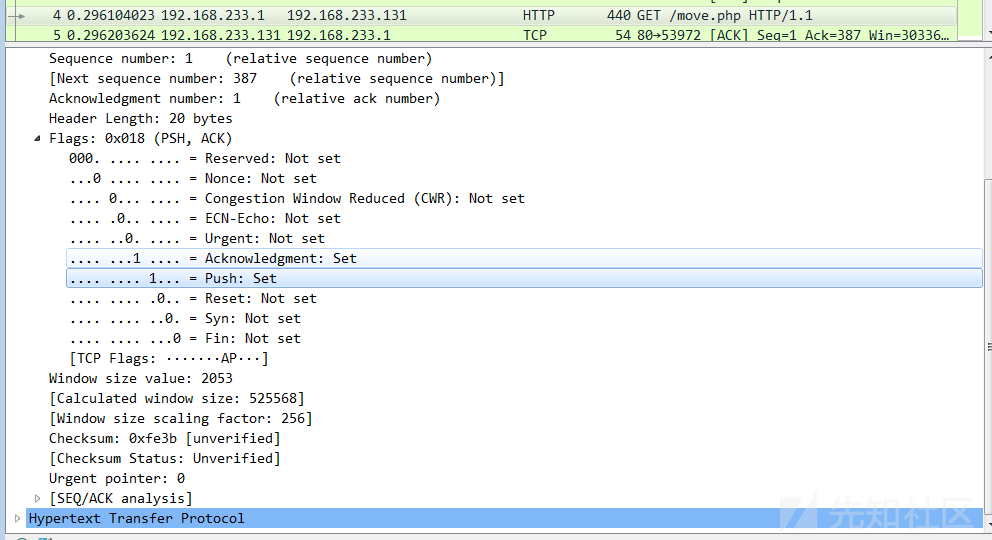 4 0.296104023 192.168.233.1 192.168.233.131 HTTP 440 GET /move.php HTTP/1.1
5 0.296203624 192.168.233.131 192.168.233.1 TCP 54 80→53972 [ACK] Seq=1 Ack=387 Win=30336…
Sequence number: 1    (relative sequence number)
[Next sequence number: 387    (relative sequence number)]
Acknowledgment number: 1    (relative ack number)
Header Length: 20 bytes
Flags: 0x018 (PSH, ACK)
000. .... .... = Reserved: Not set
...0 .... .... = Nonce: Not set
.... 0... .... = Congestion Window Reduced (CWR): Not set
.... .0.. .... = ECN-Echo: Not set
.... ..0. .... = Urgent: Not set
.... ...1 .... = Acknowledgment: Set
.... .... 1... = Push: Set
.... .... .0.. = Reset: Not set
.... .... ..0. = Syn: Not set
.... .... ...0 = Fin: Not set
[TCP Flags: ·······AP···]
Window size value: 2053
[Calculated window size: 525568]
[Window size scaling factor: 256]
Checksum: 0xfe3b [unverified]
[Checksum Status: Unverified]
Urgent pointer: 0
[SEQ/ACK analysis]
Hypertext Transfer Protocol
先知社区